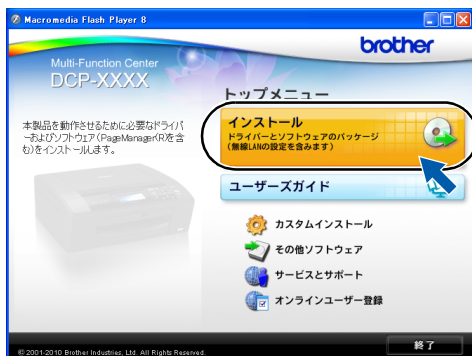 Macromedia Flash Player 8
brother
Multi-Function Center
DCP-XXXX
トップメニュー
本製品を動作させるために必要なドライバ
ーおよびソフトウェア(PageManager(Rを含
む)をインストールします。
インストール
ドライバーとソフトウェアのパッケージ
(無線LANの設定を含みます)
ユーザーズガイド
カスタムインストール
その他ソフトウェア
サービスとサポート
オンラインユーザー登録
© 2001-2010 Brother Industries, Ltd. All Rights Reserved.
終了